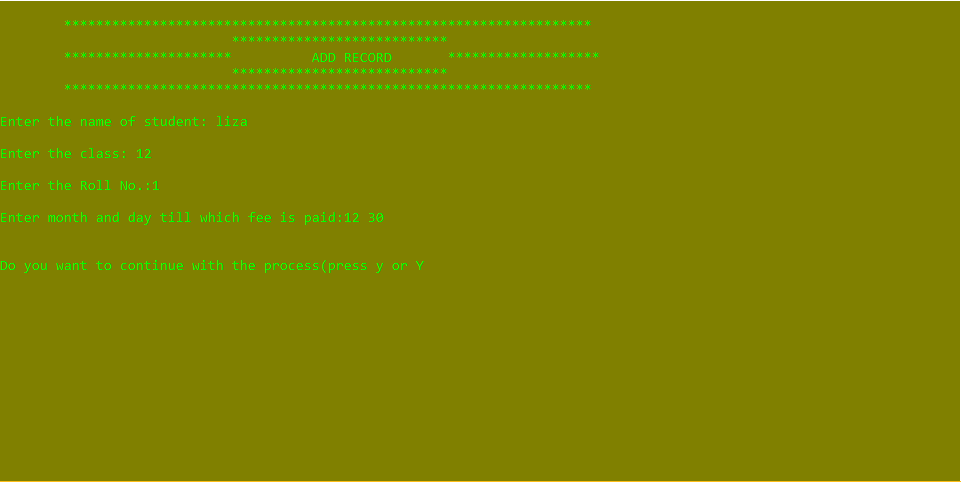 ******************************************************************
***************************
*********************          ADD RECORD       *******************
***************************
******************************************************************
Enter the name of student: liza
Enter the class: 12
Enter the Roll No.:1
Enter month and day till which fee is paid:12 30
Do you want to continue with the process(press y or Y